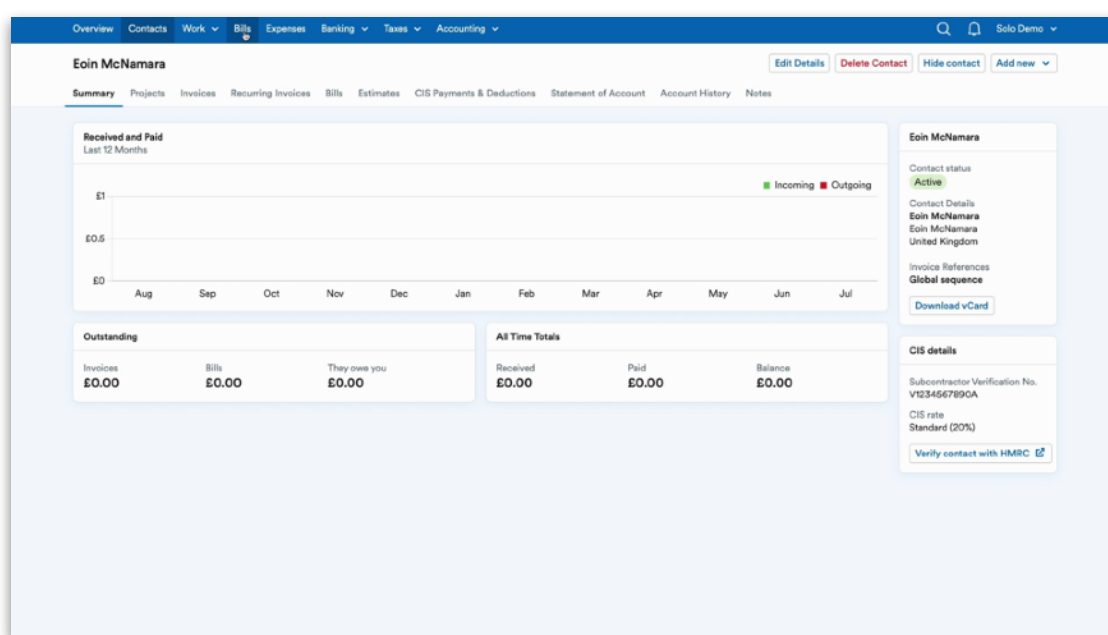 Overview Contacts Work Bills Expenses Banking Taxes Accounting Solo Demo
Eoin McNamara
Edit Details Delete Contact Hide contact Add new
Summary Projects Invoices Recurring Invoices Bills Estimates CIS Payments & Deductions Statement of Account Account History Notes
Received and Paid
Last 12 Months
Incoming Outgoing
£1
£0.5
£0
Aug Sep Oct Nov Dec Jan Feb Mar Apr May Jun Jul
Outstanding
Invoices Bills They owe you
£0.00 £0.00 £0.00
All Time Totals
Received Paid Balance
£0.00 £0.00 £0.00
Eoin McNamara
Contact status
Active
Contact Details
Eoin McNamara
Eoin McNamara
United Kingdom
Invoice References
Global sequence
Download vCard
CIS details
Subcontractor Verification No.
V1234567890A
CIS rate
Standard (20%)
Verify contact with HMRC